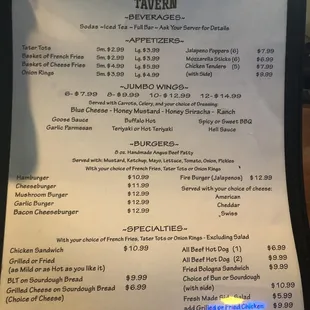 TAVERN
~BEVERAGES~
Sodas ~ Iced Tea ~ Full Bar ~ Ask Your Server for Details
~APPETIZERS~
Tater Tots Sm. $2.99 Lg. $3.99 Jalapeno Poppers (6) $7.99
Basket of French Fries Sm. $2.99 Lg. $3.99 Mozzarella Sticks (6) $6.99
Basket of Cheese Fries Sm. $4.99 Lg. $5.99 Chicken Tenders (5) $7.99
Onion Rings Sm. $3.99 Lg. $4.99 (with Side) $9.99
~JUMBO WINGS~
6- $7.99 8- $9.99 10- $12.99 12- $14.99
Served with Carrots, Celery, and your choice of Dressing:
Blue Cheese - Honey Mustard - Honey Sriracha - Ranch
Goose Sauce Buffalo Hot Spicy or Sweet BBQ
Garlic Parmesan Teriyaki or Hot Teriyaki Hell Sauce
~BURGERS~
8 oz. Handmade Angus Beef Patty
Served with: Mustard, Ketchup, Mayo, Lettuce, Tomato, Onion, Pickles
With your choice of French Fries, Tater Tots or Onion Rings
Hamburger $10.99 Fire Burger (Jalapenos) $12.99
Cheeseburger $11.99 Served with your choice of cheese:
Mushroom Burger $12.99 American
Garlic Burger $12.99 Cheddar
Bacon Cheeseburger $12.99 Swiss
~SPECIALTIES~
With your choice of French Fries, Tater Tots or Onion Rings - Excluding Salad
Chicken Sandwich $10.99 All Beef Hot Dog (1) $6.99
Grilled or Fried All Beef Hot Dog (2) $9.99
(as Mild or as Hot as you like it) Fried Bologna Sandwich $9.99
BLT on Sourdough Bread $9.99 Choice of Bun or Sourdough
Grilled Cheese on Sourdough Bread $6.99 (with Side) $10.99
(Choice of Cheese) Fresh Made Side Salad $5.99
add Grilled or Fried Chicken $9.99